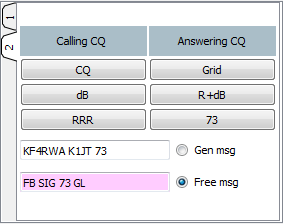 1
2
Calling CQ Answering CQ
CQ Grid
dB R+dB
RRR 73
KF4RWA K1JT 73 Gen msg
FB SIG 73 GL Free msg